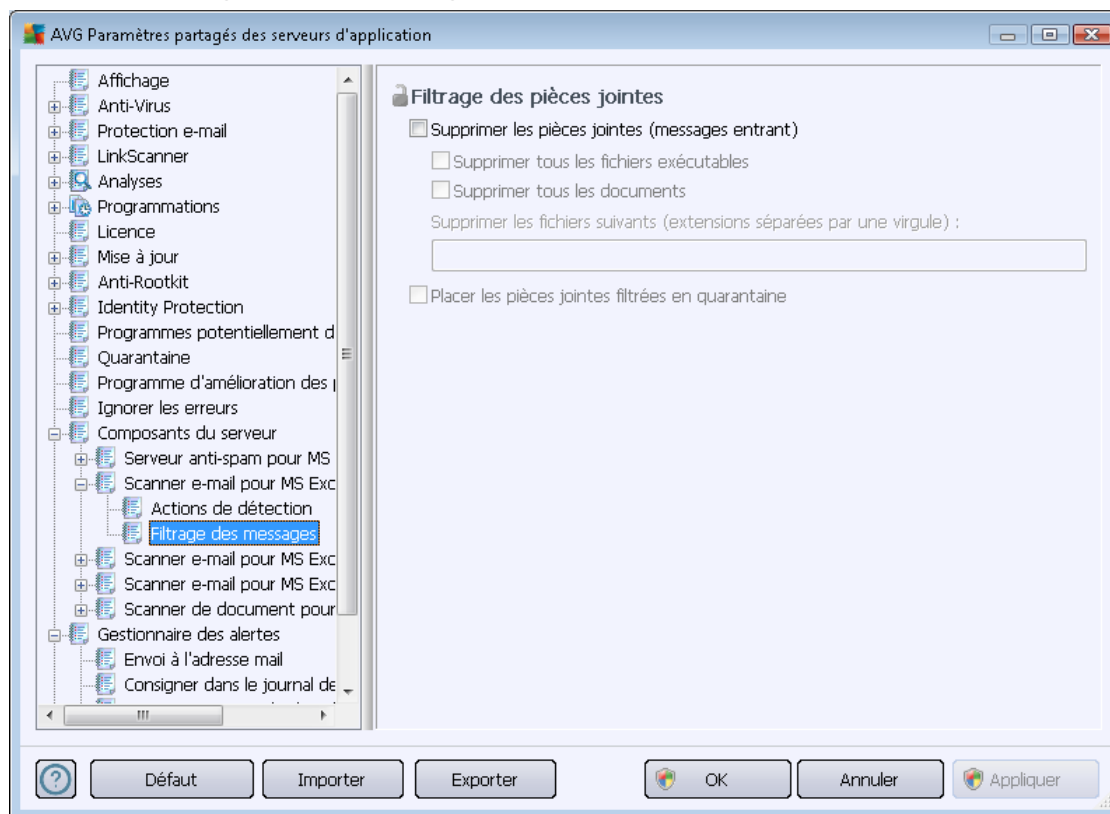 AVG Paramètres partagés des serveurs d'application
Affichage
Anti-Virus
Protection e-mail
LinkScanner
Analyses
Programmations
Licence
Mise à jour
Anti-Rootkit
Identity Protection
Programmes potentiellement d
Quarantaine
Programme d'amélioration des
Ignorer les erreurs
Composants du serveur
Serveur anti-spam pour MS
Scanner e-mail pour MS Exc
Actions de détection
Filtrage des messages
Scanner e-mail pour MS Exc
Scanner e-mail pour MS Exc
Scanner de document pour
Gestionnaire des alertes
Envoi à l'adresse mail
Consigner dans le journal de
Filtrage des pièces jointes
Supprimer les pièces jointes (messages entrant)
Supprimer tous les fichiers exécutables
Supprimer tous les documents
Supprimer les fichiers suivants (extensions séparées par une virgule) :
Placer les pièces jointes filtrées en quarantaine
Défaut
Importer
Exporter
OK
Annuler
Appliquer